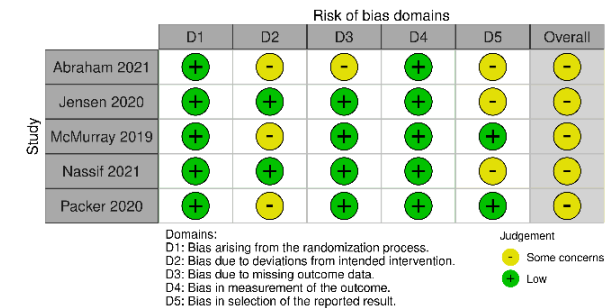 Risk of bias domains
D1 D2 D3 D4 D5 Overall
Study
Abraham 2021 + - - + - -
Jensen 2020 + + + + - -
McMurray 2019 + - + + + -
Nassif 2021 + + + + - -
Packer 2020 + - + + + -
Domains:
D1: Bias arising from the randomization process.
D2: Bias due to deviations from intended intervention.
D3: Bias due to missing outcome data.
D4: Bias in measurement of the outcome.
D5: Bias in selection of the reported result.
Judgement
- Some concerns
+ Low